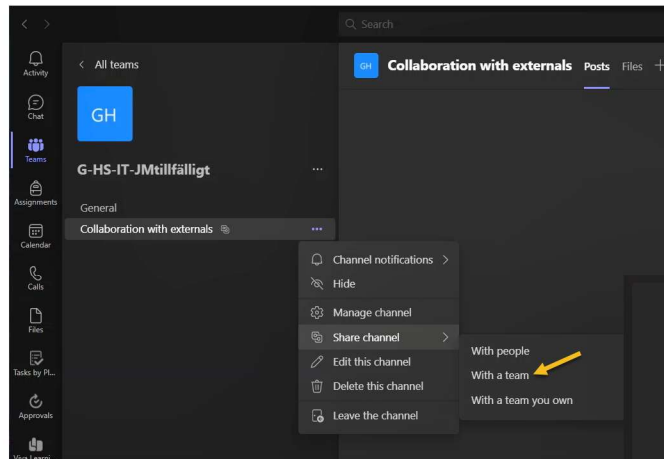 Search
Activity
Chat
Teams
Assignments
Calendar
Calls
Files
Tasks by Pl...
Approvals
Viva Learni
All teams
GH
G-HS-IT-JMtillfälligt
General
Collaboration with externals
GH Collaboration with externals Posts Files
Channel notifications
Hide
Manage channel
Share channel
Edit this channel
Delete this channel
Leave the channel
With people
With a team
With a team you own